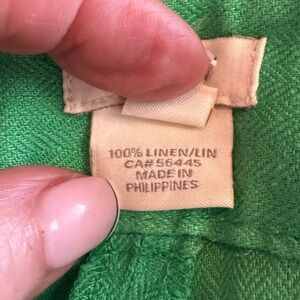 100% LINEN/LIN
CA# 56445
MADE IN
PHILIPPINES